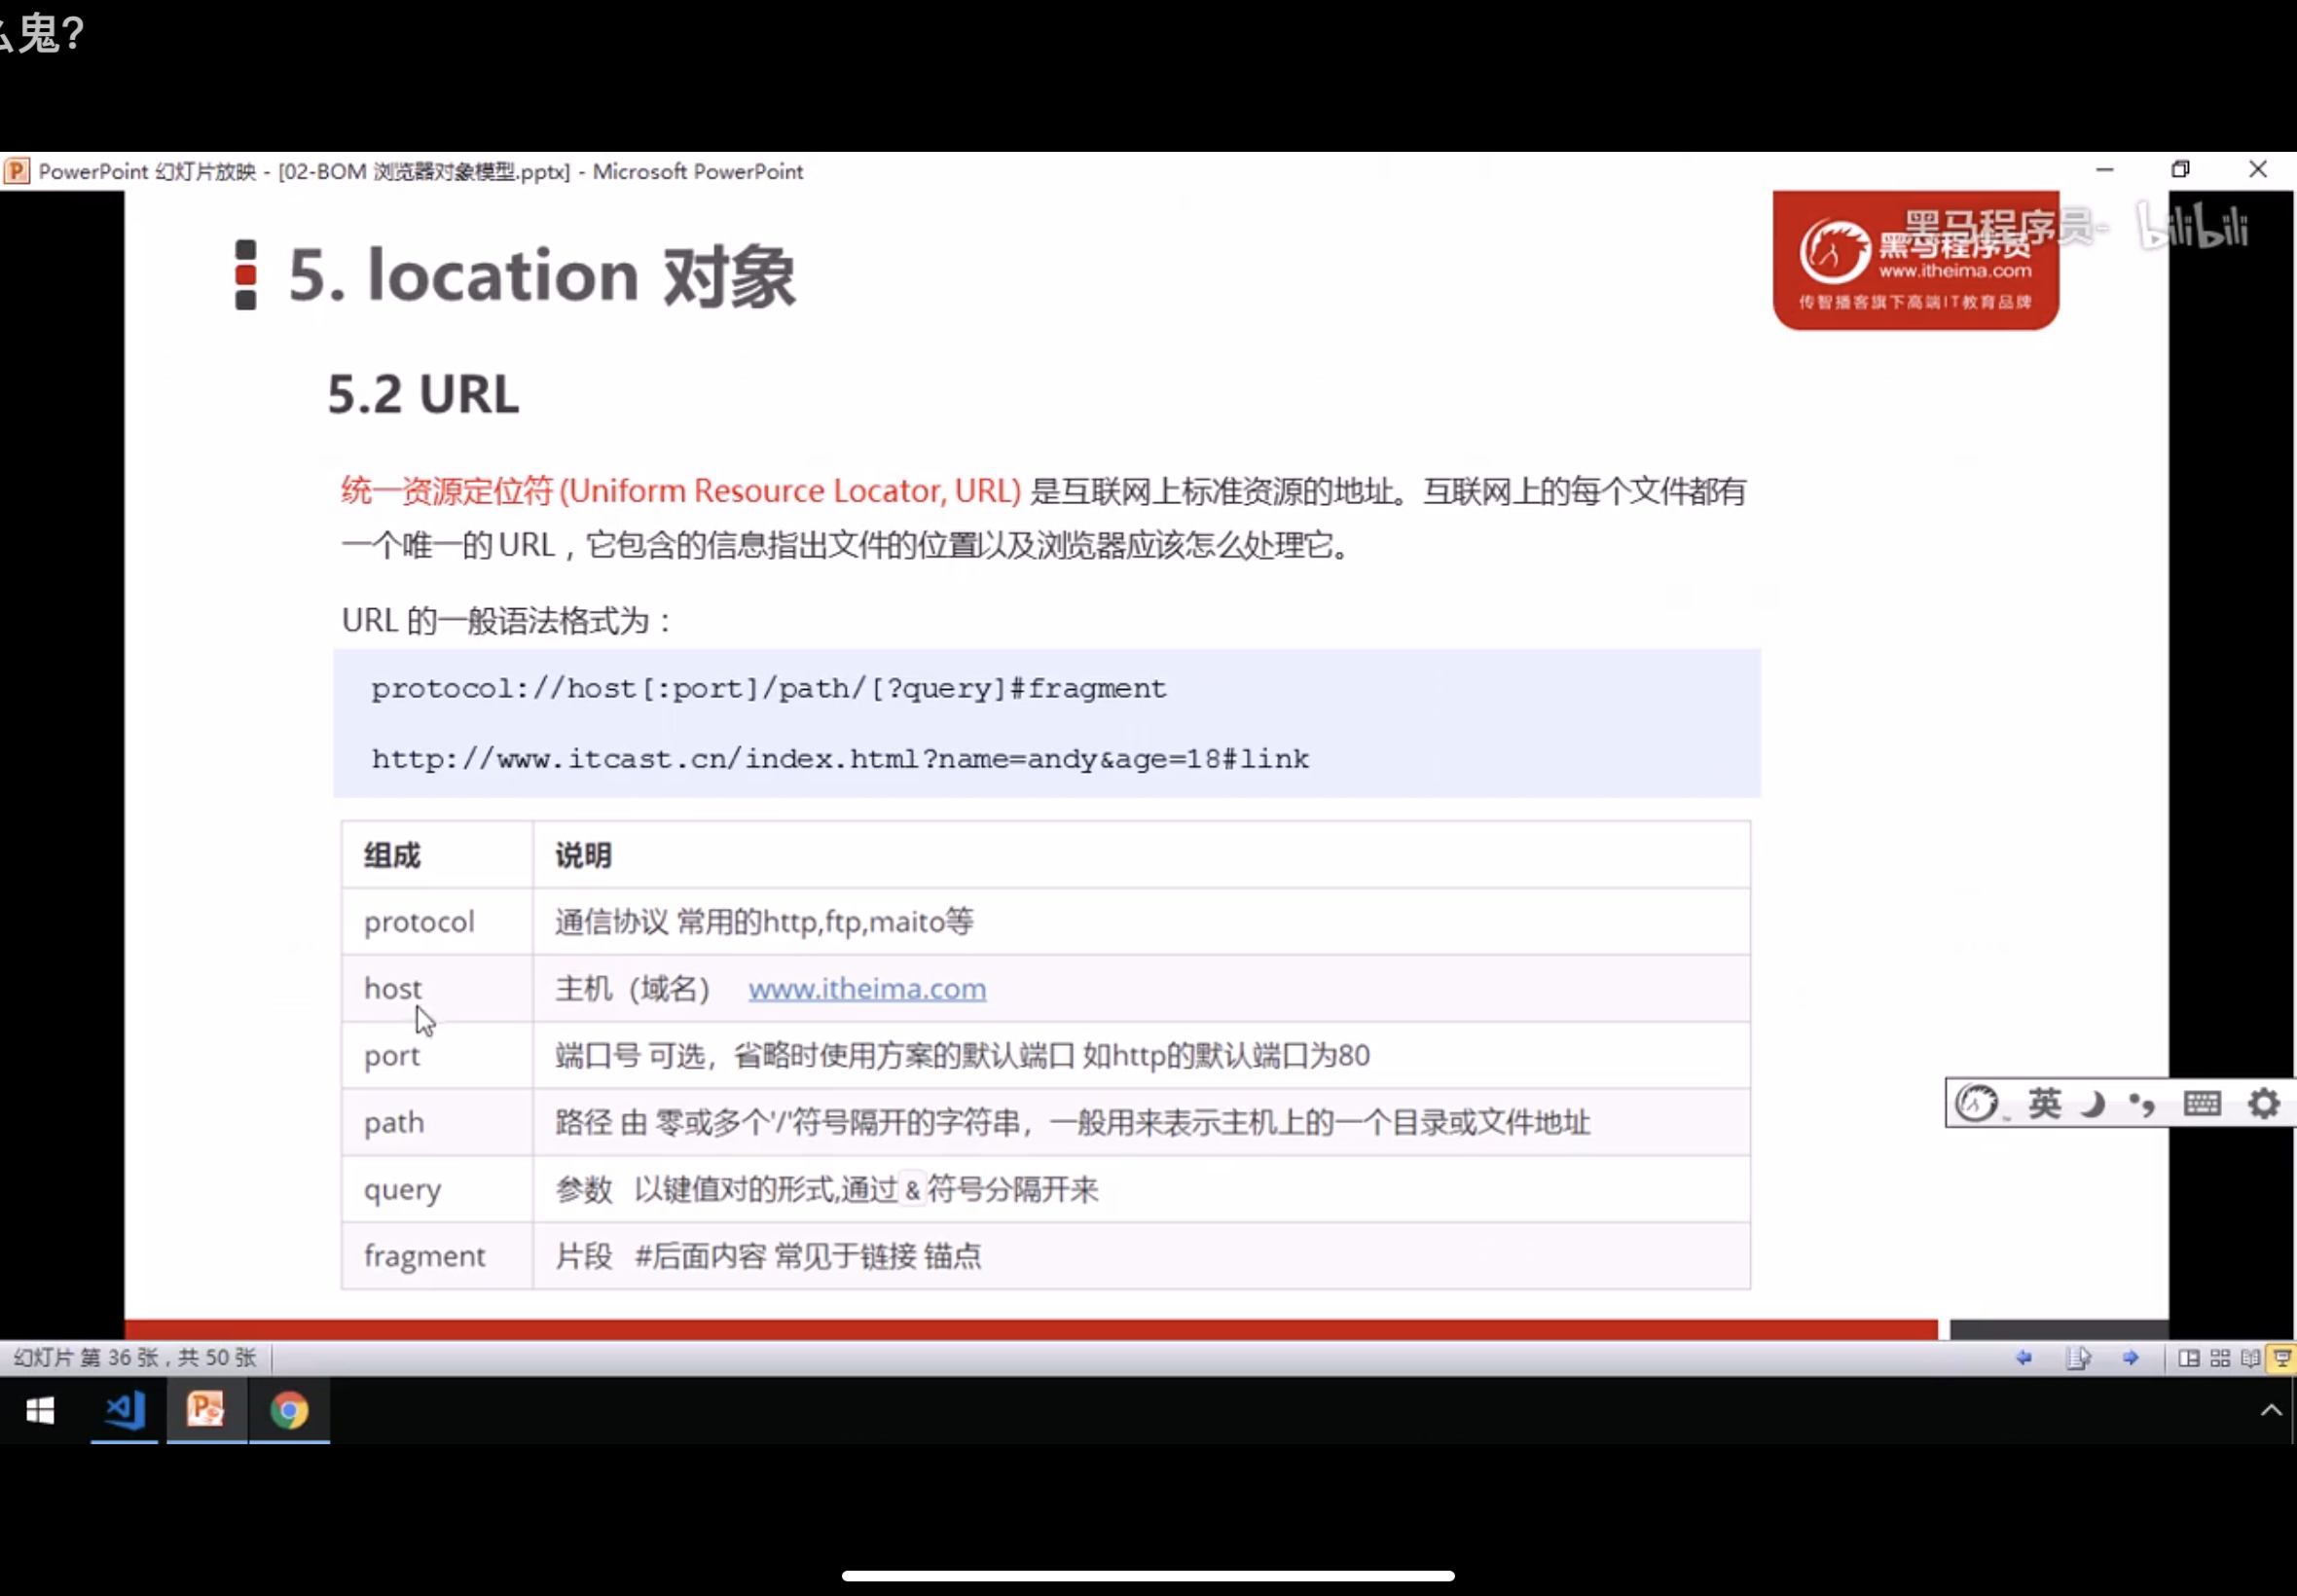 鬼?
PowerPoint 幻灯片放映 - [02-BOM 浏览器对象模型.pptx] - Microsoft PowerPoint
5. location 对象
黑马程序员- bilibili
黑马程序员
www.itheima.com
传智播客旗下高端IT教育品牌
5.2 URL
统一资源定位符 (Uniform Resource Locator, URL) 是互联网上标准资源的地址。互联网上的每个文件都有
一个唯一的 URL，它包含的信息指出文件的位置以及浏览器应该怎么处理它。
URL 的一般语法格式为：
protocol://host[:port]/path/[?query]#fragment
http://www.itcast.cn/index.html?name=andy&age=18#link
组成 说明
protocol 通信协议 常用的http,ftp,maito等
host 主机（域名） www.itheima.com
port 端口号 可选，省略时使用方案的默认端口 如http的默认端口为80
path 路径 由 零或多个'/'符号隔开的字符串，一般用来表示主机上的一个目录或文件地址
query 参数 以键值对的形式,通过 & 符号分隔开来
fragment 片段 #后面内容 常见于链接 锚点
英
幻灯片 第 36 张，共 50 张